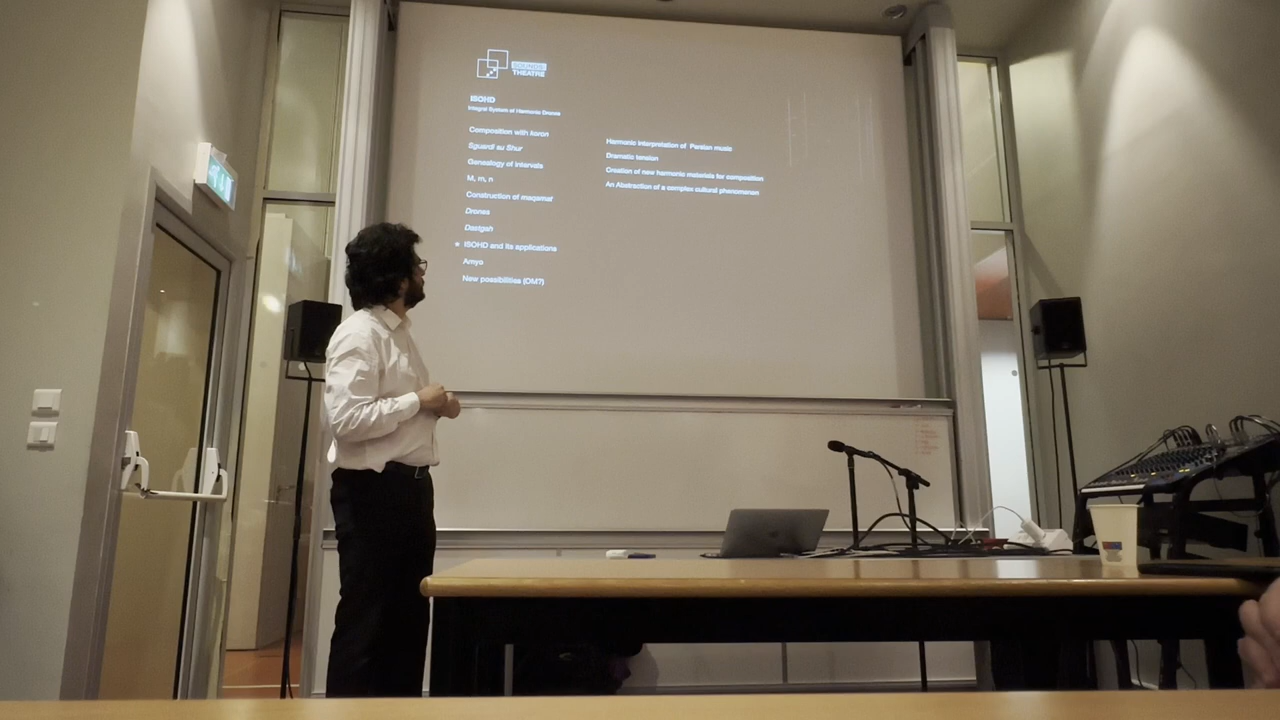 SOUNDS!
THEATRE
ISOHD
Integral System of Harmonic Drones
Composition with koron
Sguardi su Shur
Genealogy of intervals
M, m, n
Construction of maqamat
Drones
Dastgah
ISOHD and its applications
Amyo
New possibilities (DM7)
Harmonic interpretation of Persian music
Dramatic tension
Creation of new harmonic materials for composition
An Abstraction of a complex cultural phenomenon